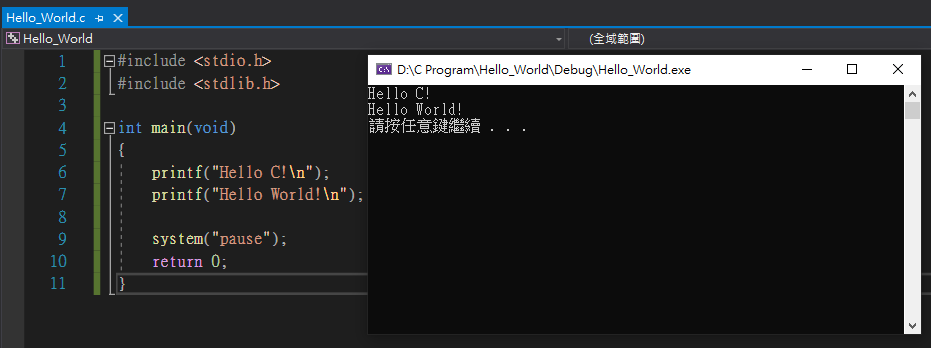 Hello_World.c
Hello_World
(全域範圍)
1 #include <stdio.h>
2 #include <stdlib.h>
3
4 int main(void)
5 {
6 printf("Hello C!\n");
7 printf("Hello World!\n");
8
9 system("pause");
10 return 0;
11 }
D:\C Program\Hello_World\Debug\Hello_World.exe
Hello C!
Hello World!
請按任意鍵繼續 . . .